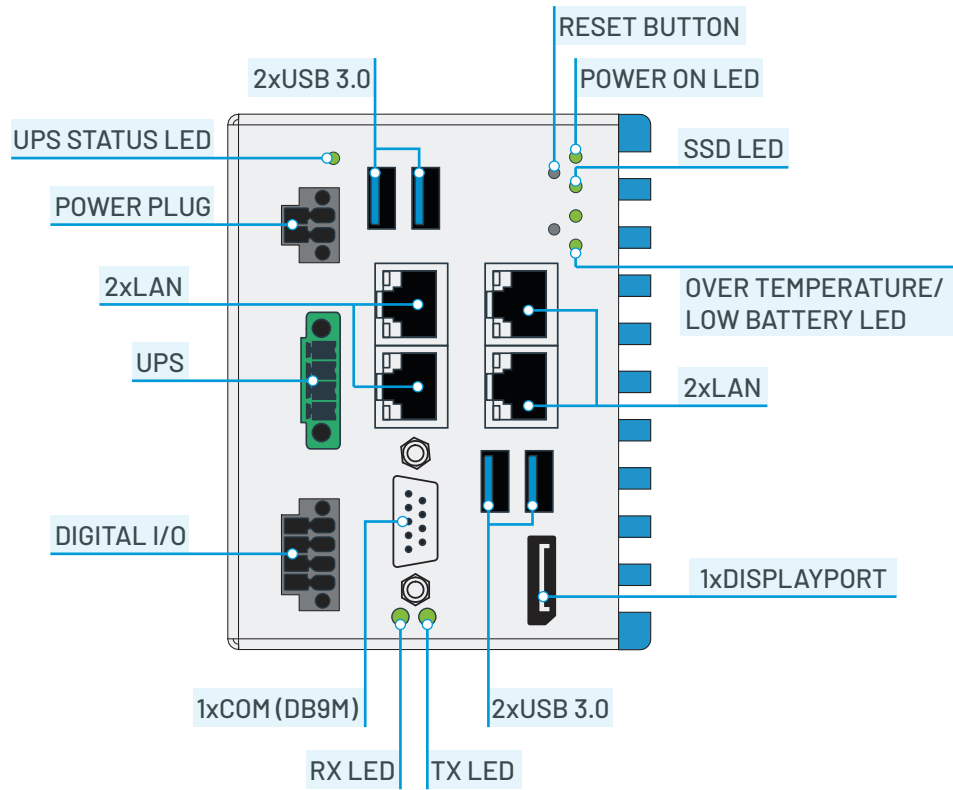 RESET BUTTON
2xUSB 3.0
POWER ON LED
UPS STATUS LED
SSD LED
POWER PLUG
2xLAN
OVER TEMPERATURE/
LOW BATTERY LED
UPS
2xLAN
DIGITAL I/O
1xDISPLAYPORT
1xCOM (DB9M)
2xUSB 3.0
RX LED
TX LED